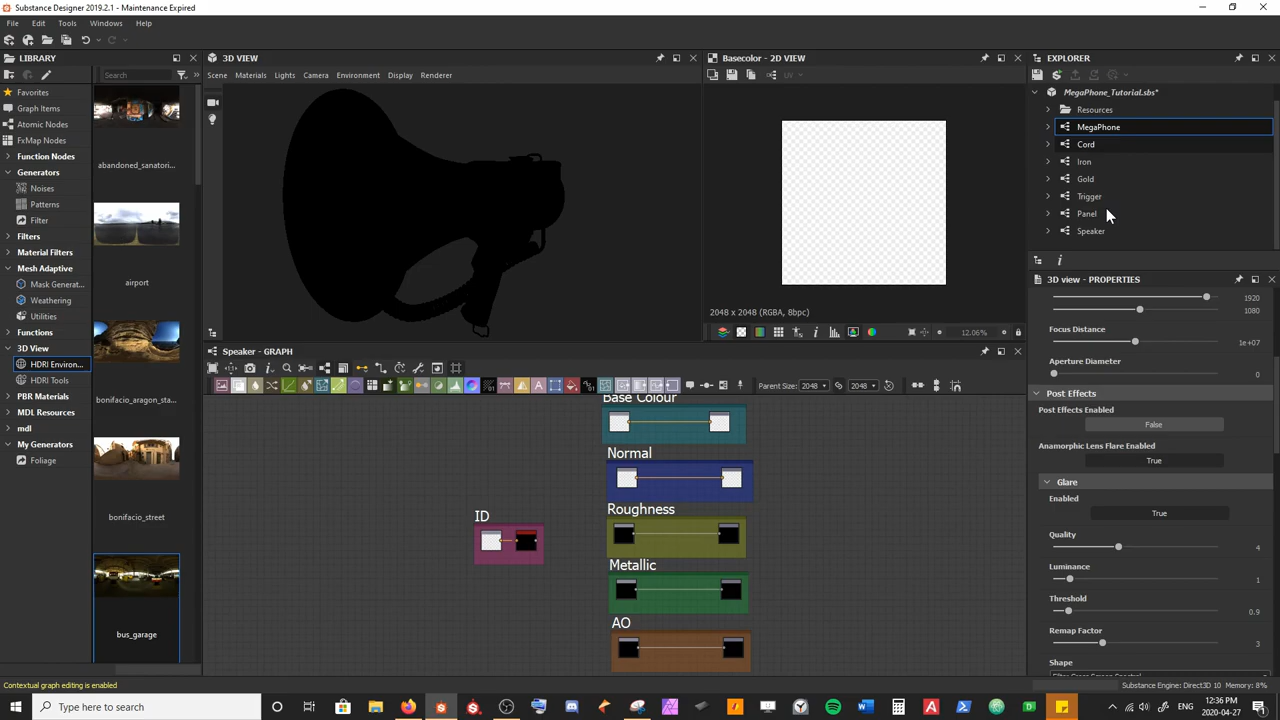 Substance Designer 2019.2.1 - Maintenance Expired
File Edit Tools Windows Help
LIBRARY
Search
Favorites
Graph Items
Atomic Nodes
FxMap Nodes
Function Nodes
Generators
Noises
Patterns
Filter
Filters
Material Filters
Mesh Adaptive
Mask Generat...
Weathering
Utilities
Functions
3D View
HDRI Environ...
HDRI Tools
PBR Materials
MDL Resources
mdl
My Generators
Foliage
abandoned_sanatori...
airport
bonifacio_aragon_sta...
bonifacio_street
bus_garage
3D VIEW
Scene Materials Lights Camera Environment Display Renderer
Basecolor - 2D VIEW
UV
2048 x 2048 (RGBA, 8bpc)
12.06%
Speaker - GRAPH
Parent Size: 2048 2048
Base Colour
Normal
ID
Roughness
Metallic
AO
EXPLORER
MegaPhone_Tutorial.sbs*
Resources
MegaPhone
Cord
Iron
Gold
Trigger
Panel
Speaker
3D view - PROPERTIES
1920
1080
Focus Distance
1e+07
Aperture Diameter
0
Post Effects
Post Effects Enabled
False
Anamorphic Lens Flare Enabled
True
Glare
Enabled
True
Quality
4
Luminance
1
Threshold
0.9
Remap Factor
3
Shape
Contextual graph editing is enabled
Substance Engine: Direct3D 10 Memory: 8%
Type here to search
ENG
12:36 PM
2020-04-27